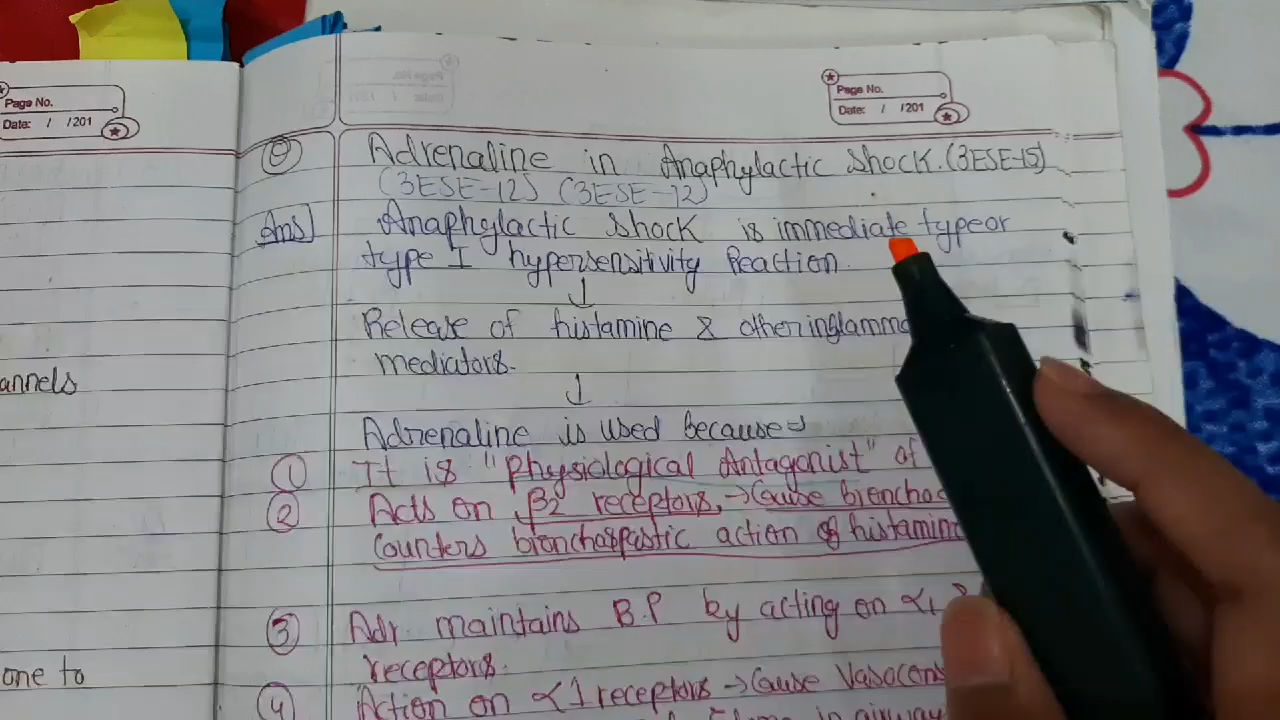 Page No.
Date: / /201
Page No.
Date: / /201
Adrenaline in Anaphylactic Shock. (3ESE-15)
(3ESE-12) (3ESE-72)
Ans] Anaphylactic Shock is immediate type or
type I hypersensitivity Reaction.
↓
Release of histamine & other inflamma
mediators.
↓
Adrenaline is used because
① It is "Physiological Antagonist" of
② Acts on β2 receptors, → Cause broncho
Counters bronchospastic action of histamine
③ Adr. maintains B.P by acting on α1
receptors.
④ Action on α1 receptors → Cause Vasocons
in airway
annels
one to